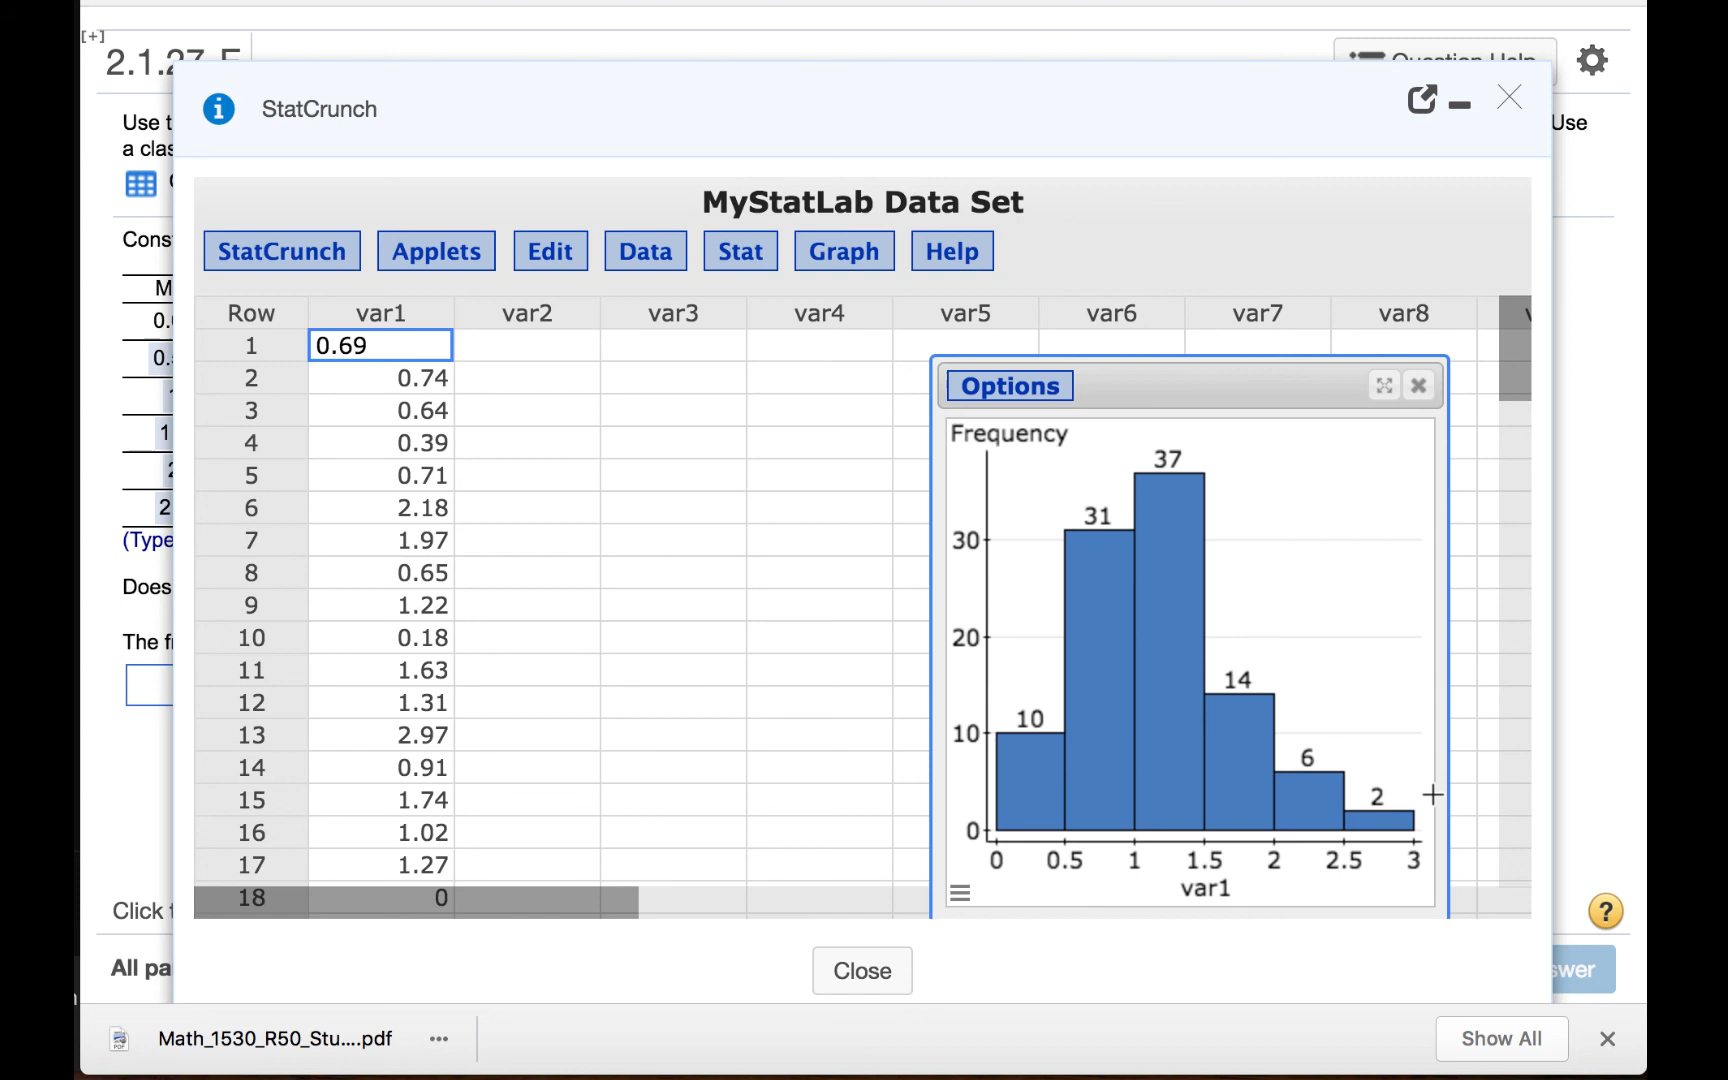 [+]
Use t
Use
a clas
Cons
M
0.
0.
1
2
(Type
Does
The f
Click t
All pa
swer
?
StatCrunch
MyStatLab Data Set
StatCrunch Applets Edit Data Stat Graph Help
Row var1 var2 var3 var4 var5 var6 var7 var8
1 0.69
2 0.74
3 0.64
4 0.39
5 0.71
6 2.18
7 1.97
8 0.65
9 1.22
10 0.18
11 1.63
12 1.31
13 2.97
14 0.91
15 1.74
16 1.02
17 1.27
18 0
Options
Frequency
37
31
30
20
14
10
10
6
2
0
0 0.5 1 1.5 2 2.5 3
var1
Close
Math_1530_R50_Stu....pdf
Show All